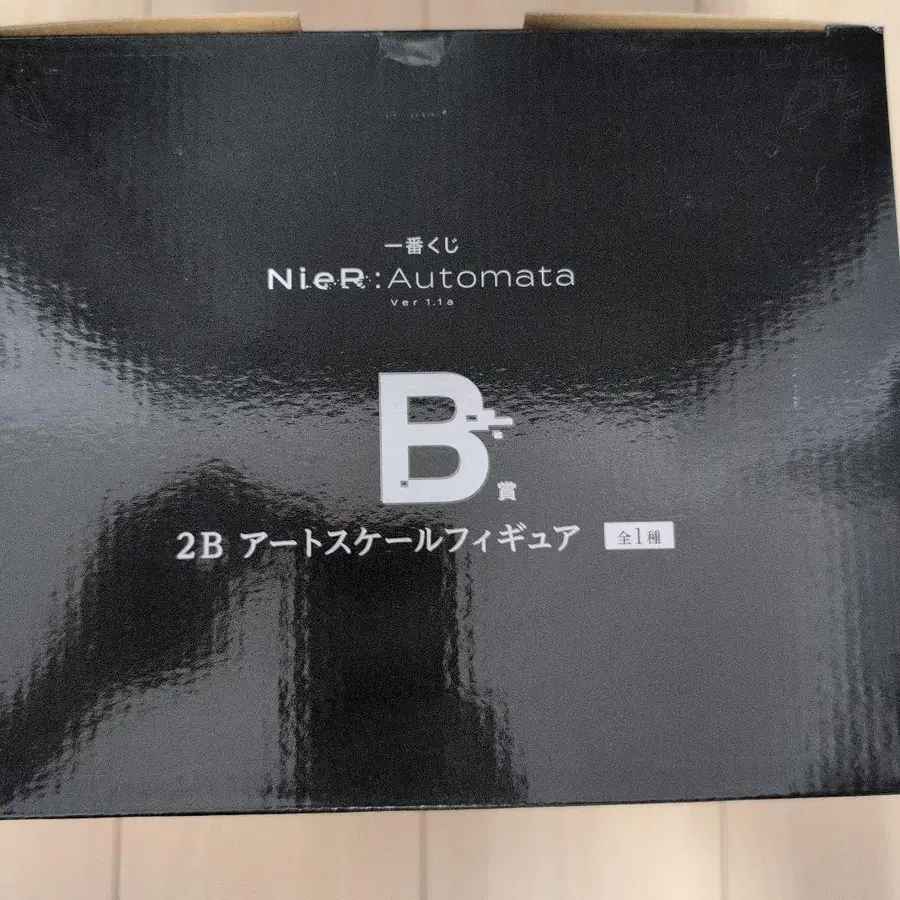 一番くじ
NieR:Automata
Ver 1.1a
B賞
2B アートスケールフィギュア 全1種